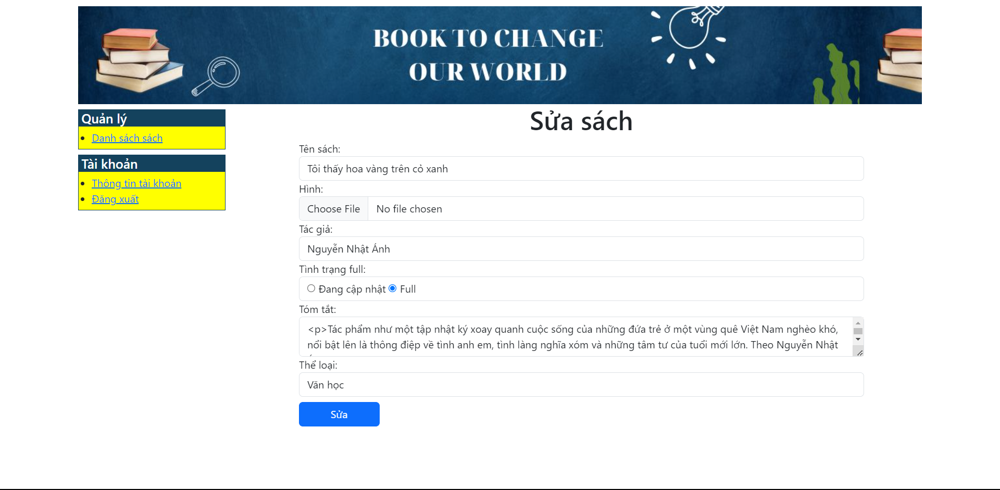 BOOK TO CHANGE
OUR WORLD
Quản lý
Danh sách sách
Tài khoản
Thông tin tài khoản
Đăng xuất
Sửa sách
Tên sách:
Tôi thấy hoa vàng trên cỏ xanh
Hình:
Choose File No file chosen
Tác giả:
Nguyễn Nhật Ánh
Tình trạng full:
Đang cập nhật Full
Tóm tắt:
<p>Tác phẩm như một tập nhật ký xoay quanh cuộc sống của những đứa trẻ ở một vùng quê Việt Nam nghèo khó,
nổi bật lên là thông điệp về tình anh em, tình làng nghĩa xóm và những tâm tư của tuổi mới lớn. Theo Nguyễn Nhật
Thể loại:
Văn học
Sửa